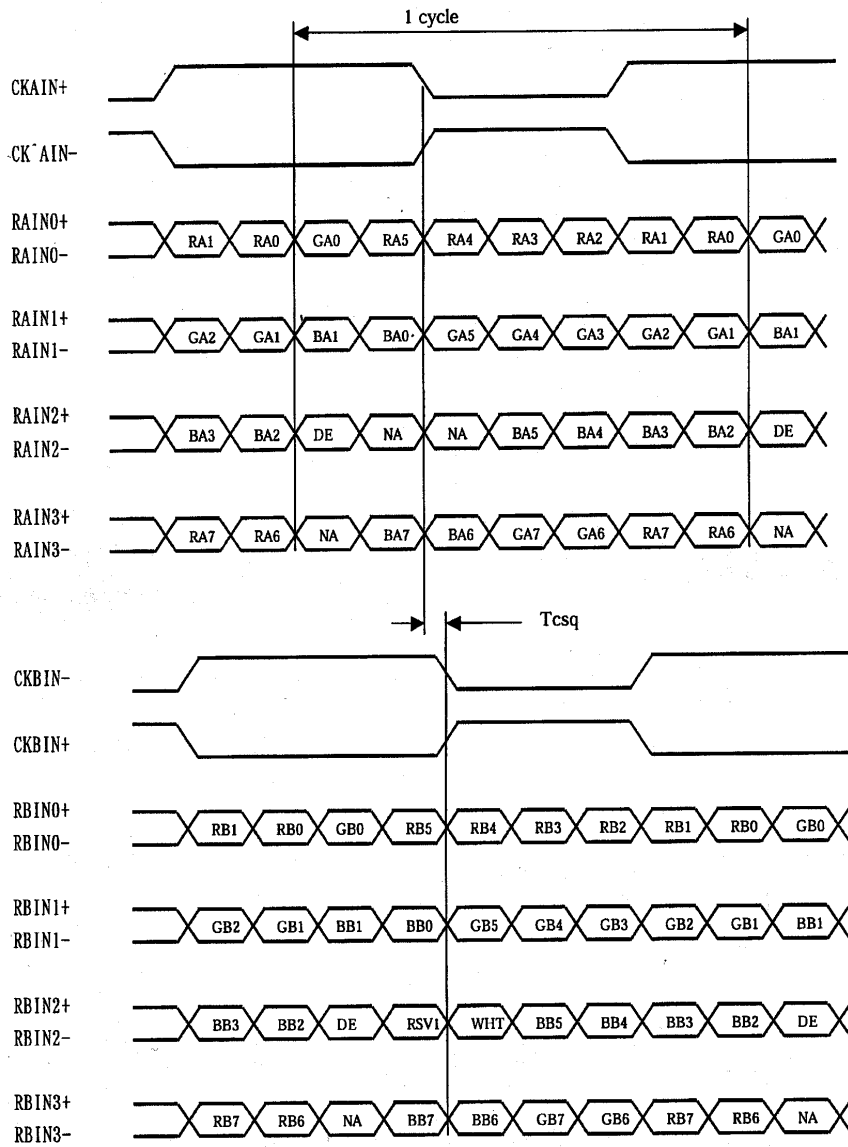 1 cycle
CKAIN+
CK^AIN-
RAIN0+
RA1 RA0 GA0 RA5 RA4 RA3 RA2 RA1 RA0 GA0
RAIN0-
RAIN1+
GA2 GA1 BA1 BA0 GA5 GA4 GA3 GA2 GA1 BA1
RAIN1-
RAIN2+
BA3 BA2 DE NA NA BA5 BA4 BA3 BA2 DE
RAIN2-
RAIN3+
RA7 RA6 NA BA7 BA6 GA7 GA6 RA7 RA6 NA
RAIN3-
Tcsq
CKBIN-
CKBIN+
RBIN0+
RB1 RB0 GB0 RB5 RB4 RB3 RB2 RB1 RB0 GB0
RBIN0-
RBIN1+
GB2 GB1 BB1 BB0 GB5 GB4 GB3 GB2 GB1 BB1
RBIN1-
RBIN2+
BB3 BB2 DE RSV1 WHT BB5 BB4 BB3 BB2 DE
RBIN2-
RBIN3+
RB7 RB6 NA BB7 BB6 GB7 GB6 RB7 RB6 NA
RBIN3-